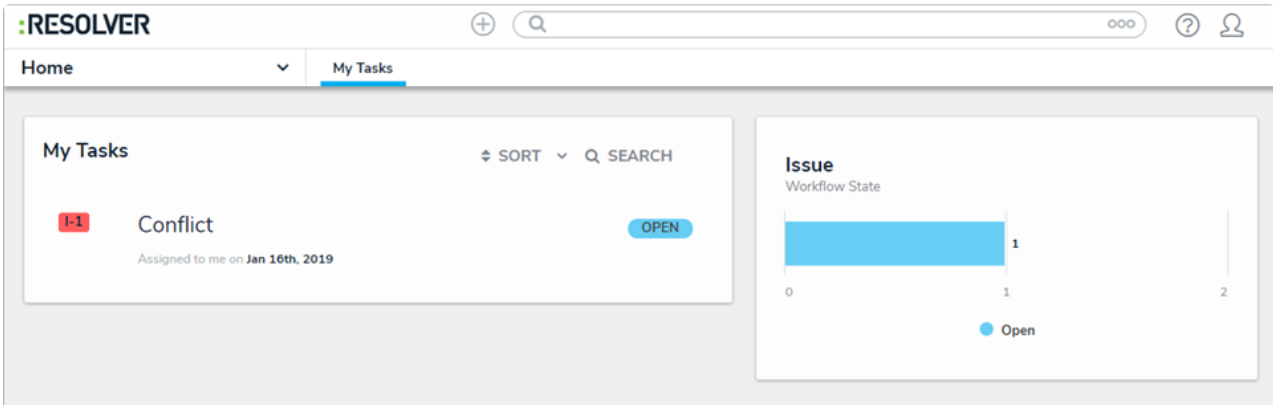 :RESOLVER
Home
My Tasks
My Tasks
SORT
SEARCH
I-1
Conflict
OPEN
Assigned to me on Jan 16th, 2019
Issue
Workflow State
1
0 1 2
Open